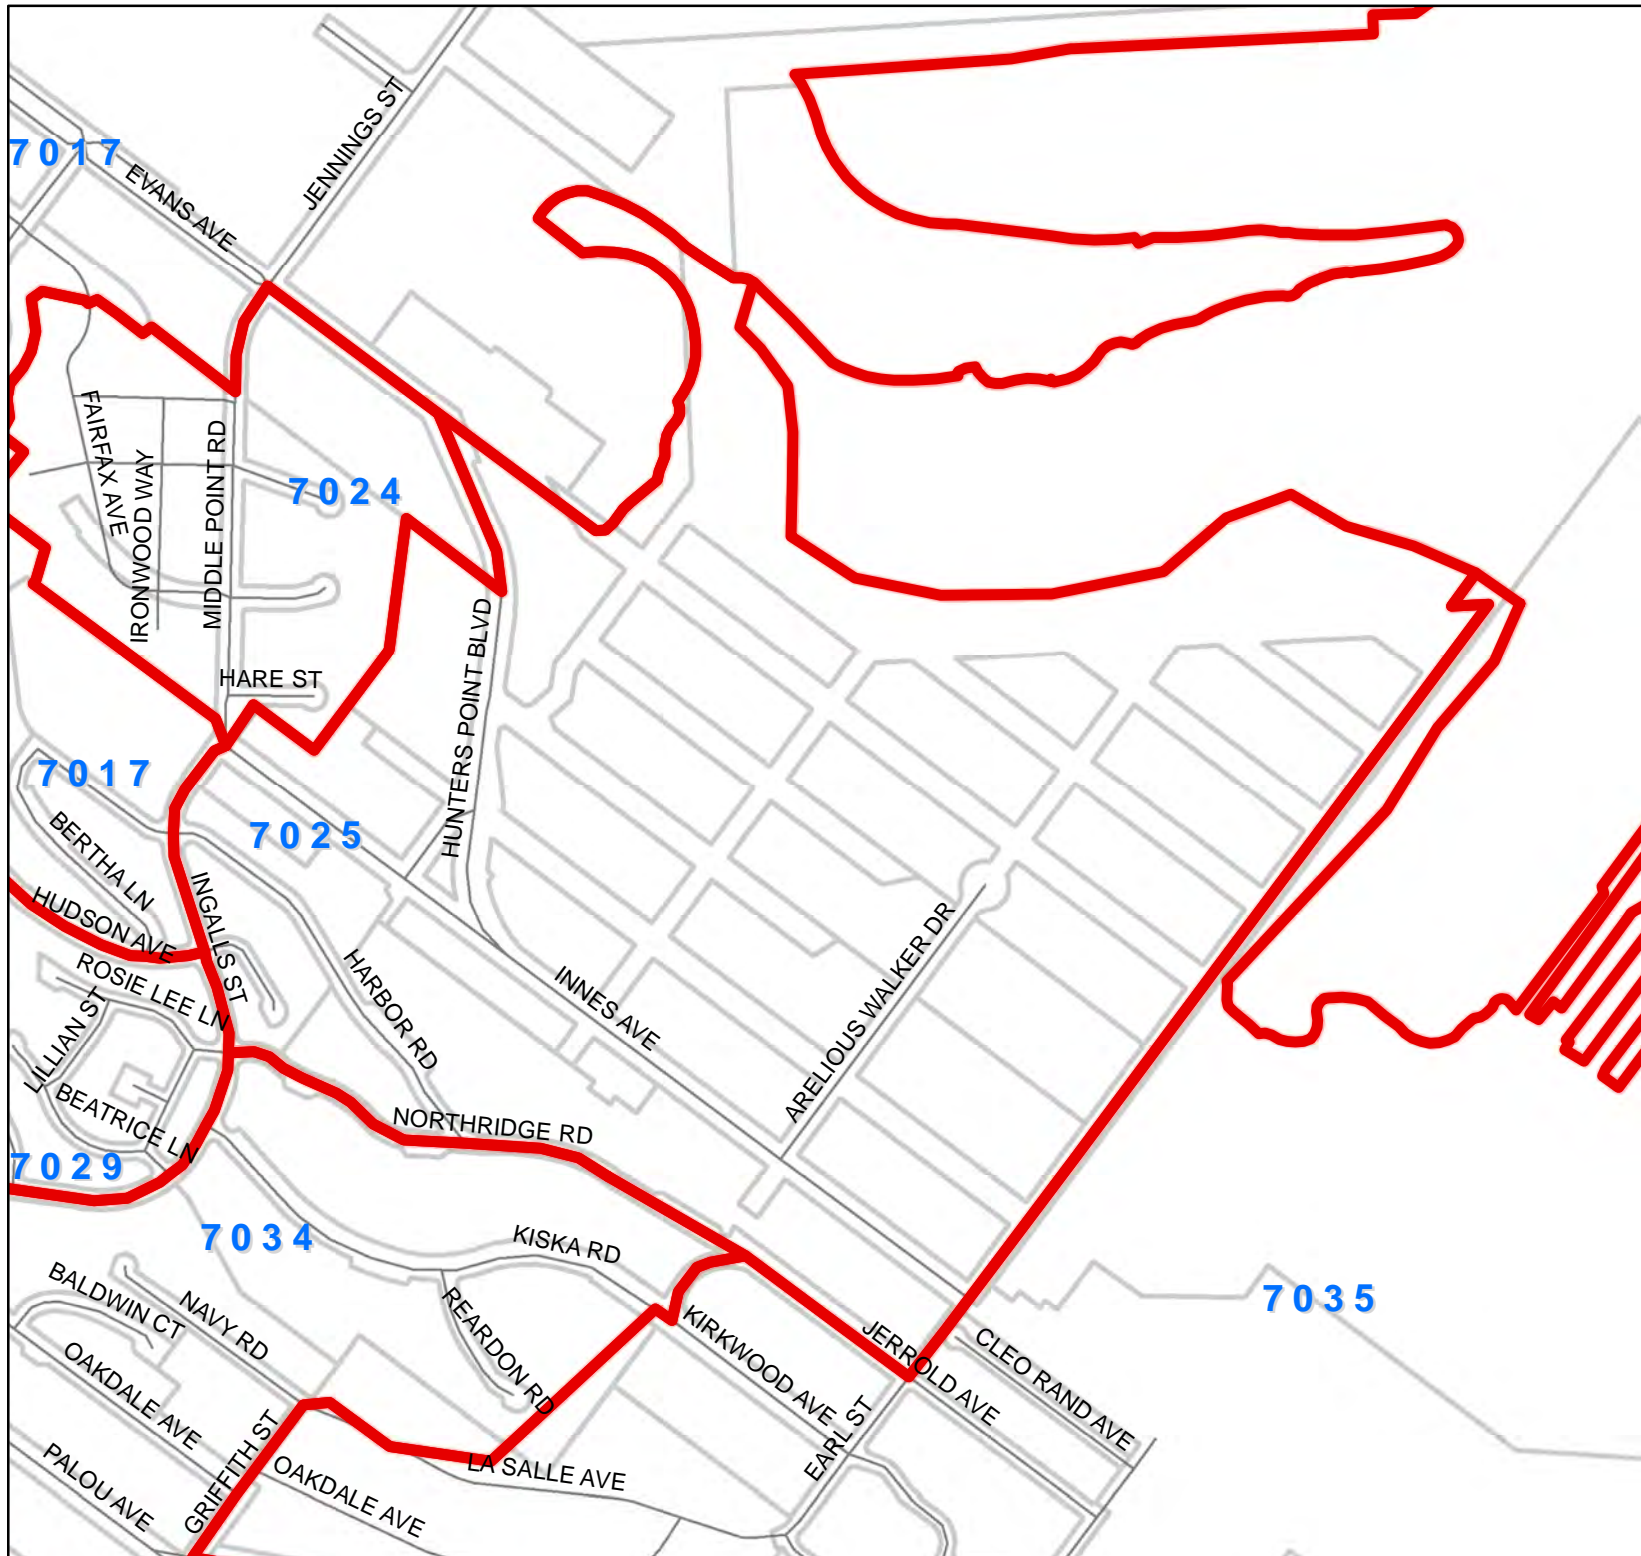 JENNINGS ST
7017
EVANS AVE
FAIRFAX AVE
IRONWOOD WAY
MIDDLE POINT RD
7024
HARE ST
HUNTERS POINT BLVD
7017
7025
BERTHA LN
HUDSON AVE
INGALLS ST
ROSIE LEE LN
LILLIAN ST
HARBOR RD
INNES AVE
ARELIOUS WALKER DR
BEATRICE LN
NORTHRIDGE RD
7029
7034
KISKA RD
7035
BALDWIN CT
NAVY RD
REARDON RD
KIRKWOOD AVE
JERROLD AVE
CLEO RAND AVE
OAKDALE AVE
EARL ST
GRIFFITH ST
PALOU AVE
OAKDALE AVE
LA SALLE AVE